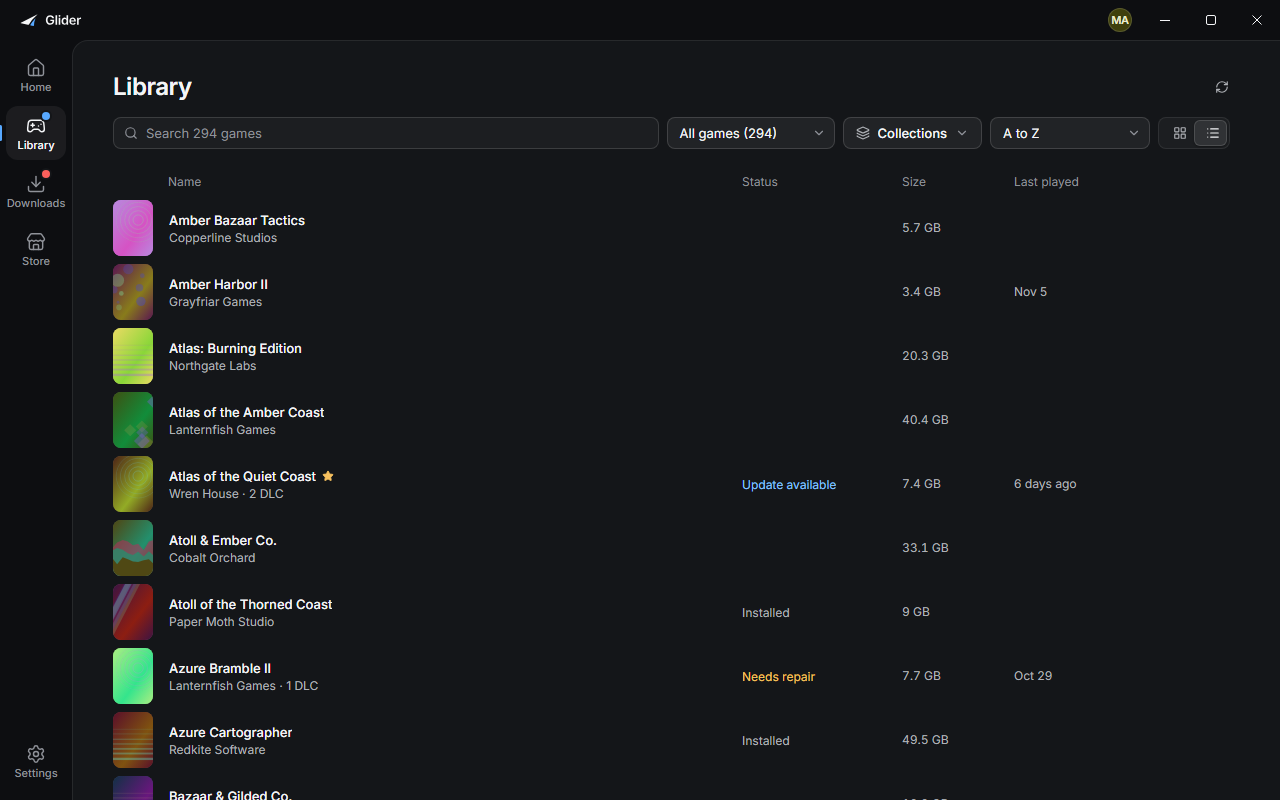 Glider
MA
Home
Library
Downloads
Store
Settings
Library
Search 294 games
All games (294)
Collections
A to Z
Name Status Size Last played
Amber Bazaar Tactics
Copperline Studios
5.7 GB
Amber Harbor II
Grayfriar Games
3.4 GB Nov 5
Atlas: Burning Edition
Northgate Labs
20.3 GB
Atlas of the Amber Coast
Lanternfish Games
40.4 GB
Atlas of the Quiet Coast
Wren House · 2 DLC
Update available 7.4 GB 6 days ago
Atoll & Ember Co.
Cobalt Orchard
33.1 GB
Atoll of the Thorned Coast
Paper Moth Studio
Installed 9 GB
Azure Bramble II
Lanternfish Games · 1 DLC
Needs repair 7.7 GB Oct 29
Azure Cartographer
Redkite Software
Installed 49.5 GB
Bazaar & Gilded Co.